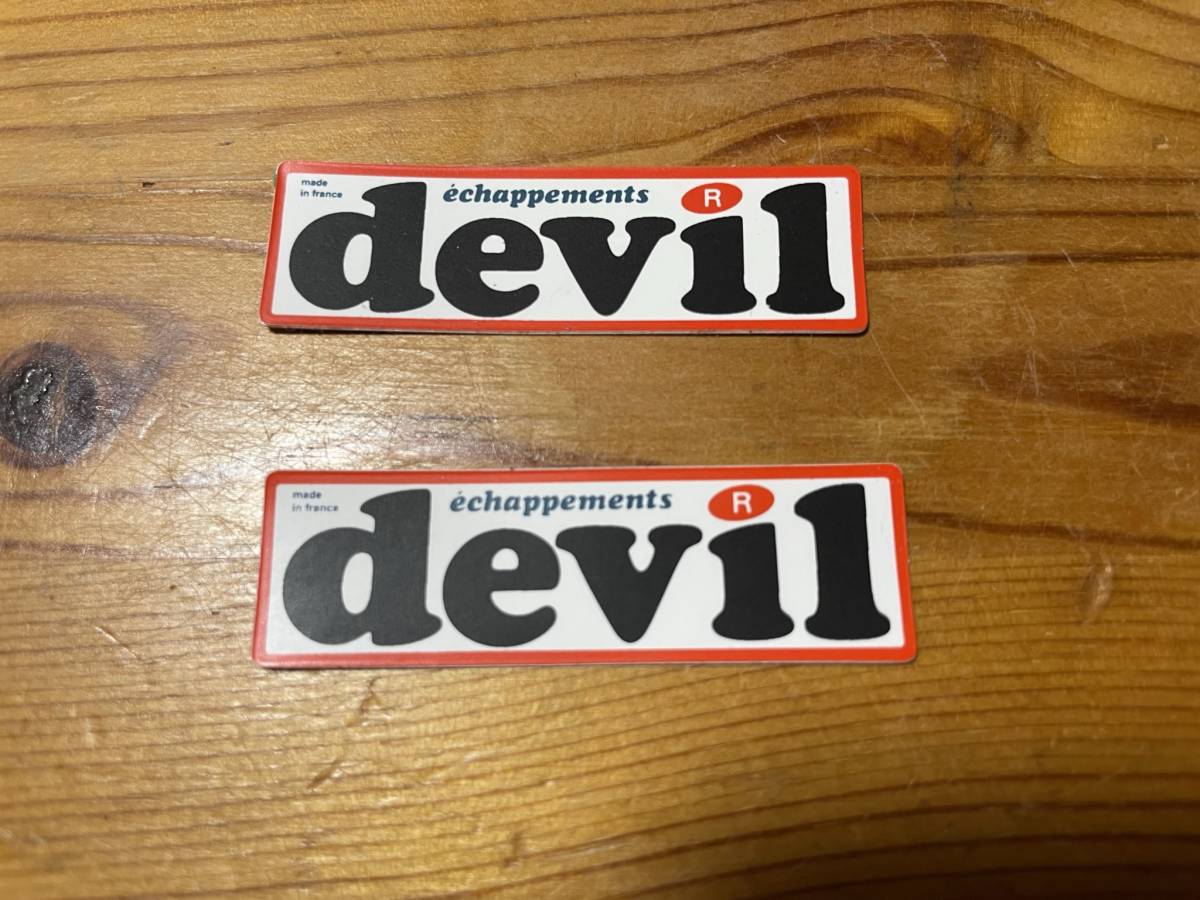 made
in france
échappements
R
devil
made
in france
échappements
R
devil